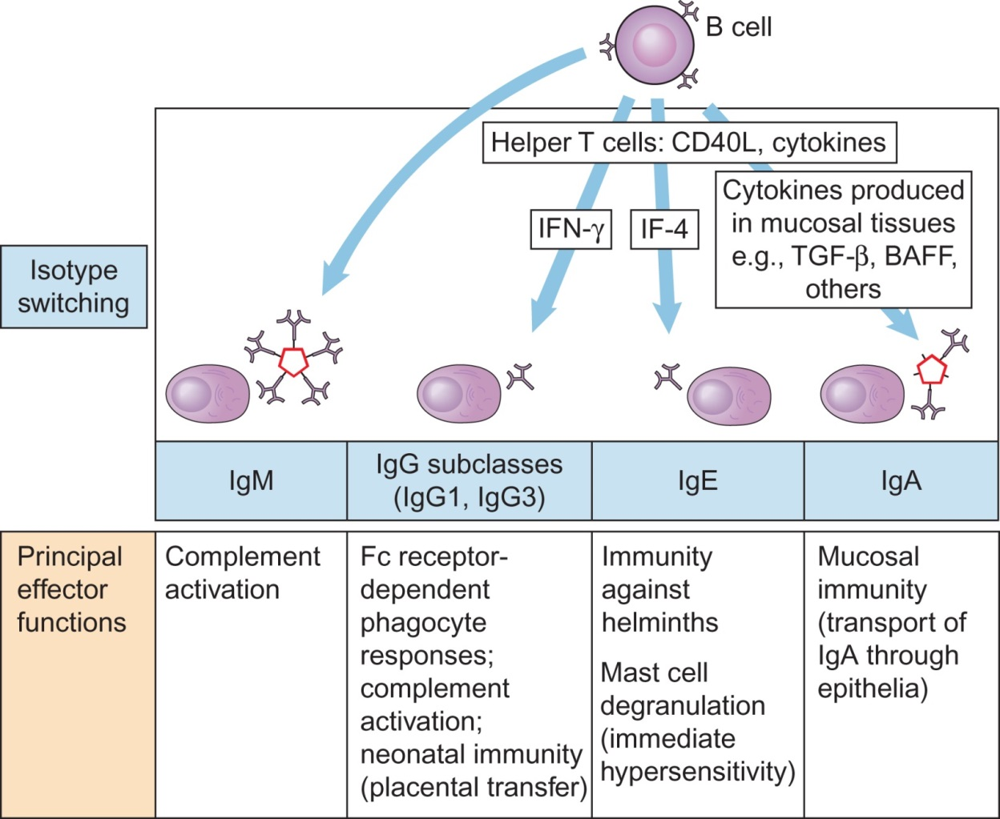 B cell
Helper T cells: CD40L, cytokines
IFN-γ
IF-4
Cytokines produced
in mucosal tissues
e.g., TGF-β, BAFF,
others
Isotype
switching
IgM
IgG subclasses
(IgG1, IgG3)
IgE
IgA
Principal
effector
functions
Complement
activation
Fc receptor-
dependent
phagocyte
responses;
complement
activation;
neonatal immunity
(placental transfer)
Immunity
against
helminths
Mast cell
degranulation
(immediate
hypersensitivity)
Mucosal
immunity
(transport of
IgA through
epithelia)